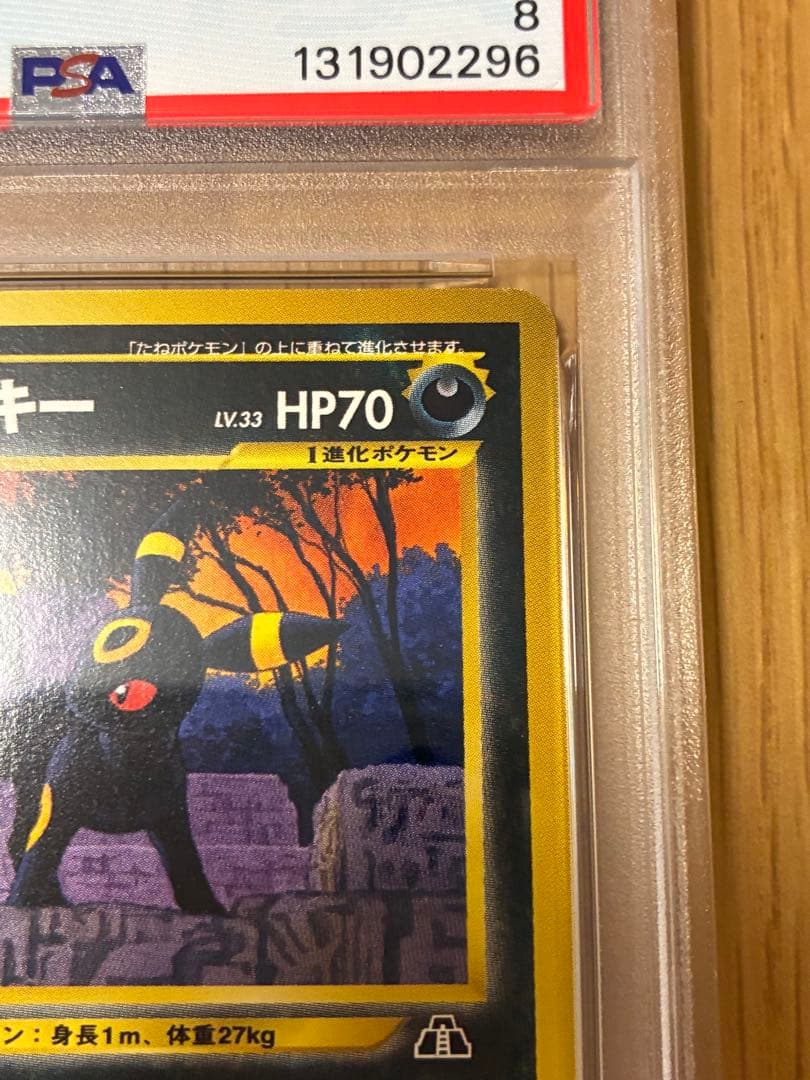 8
PSA
131902296
「たねポケモン」の上に重ねて進化させます。
キー LV.33 HP70
1進化ポケモン
ン：身長1m、体重27kg